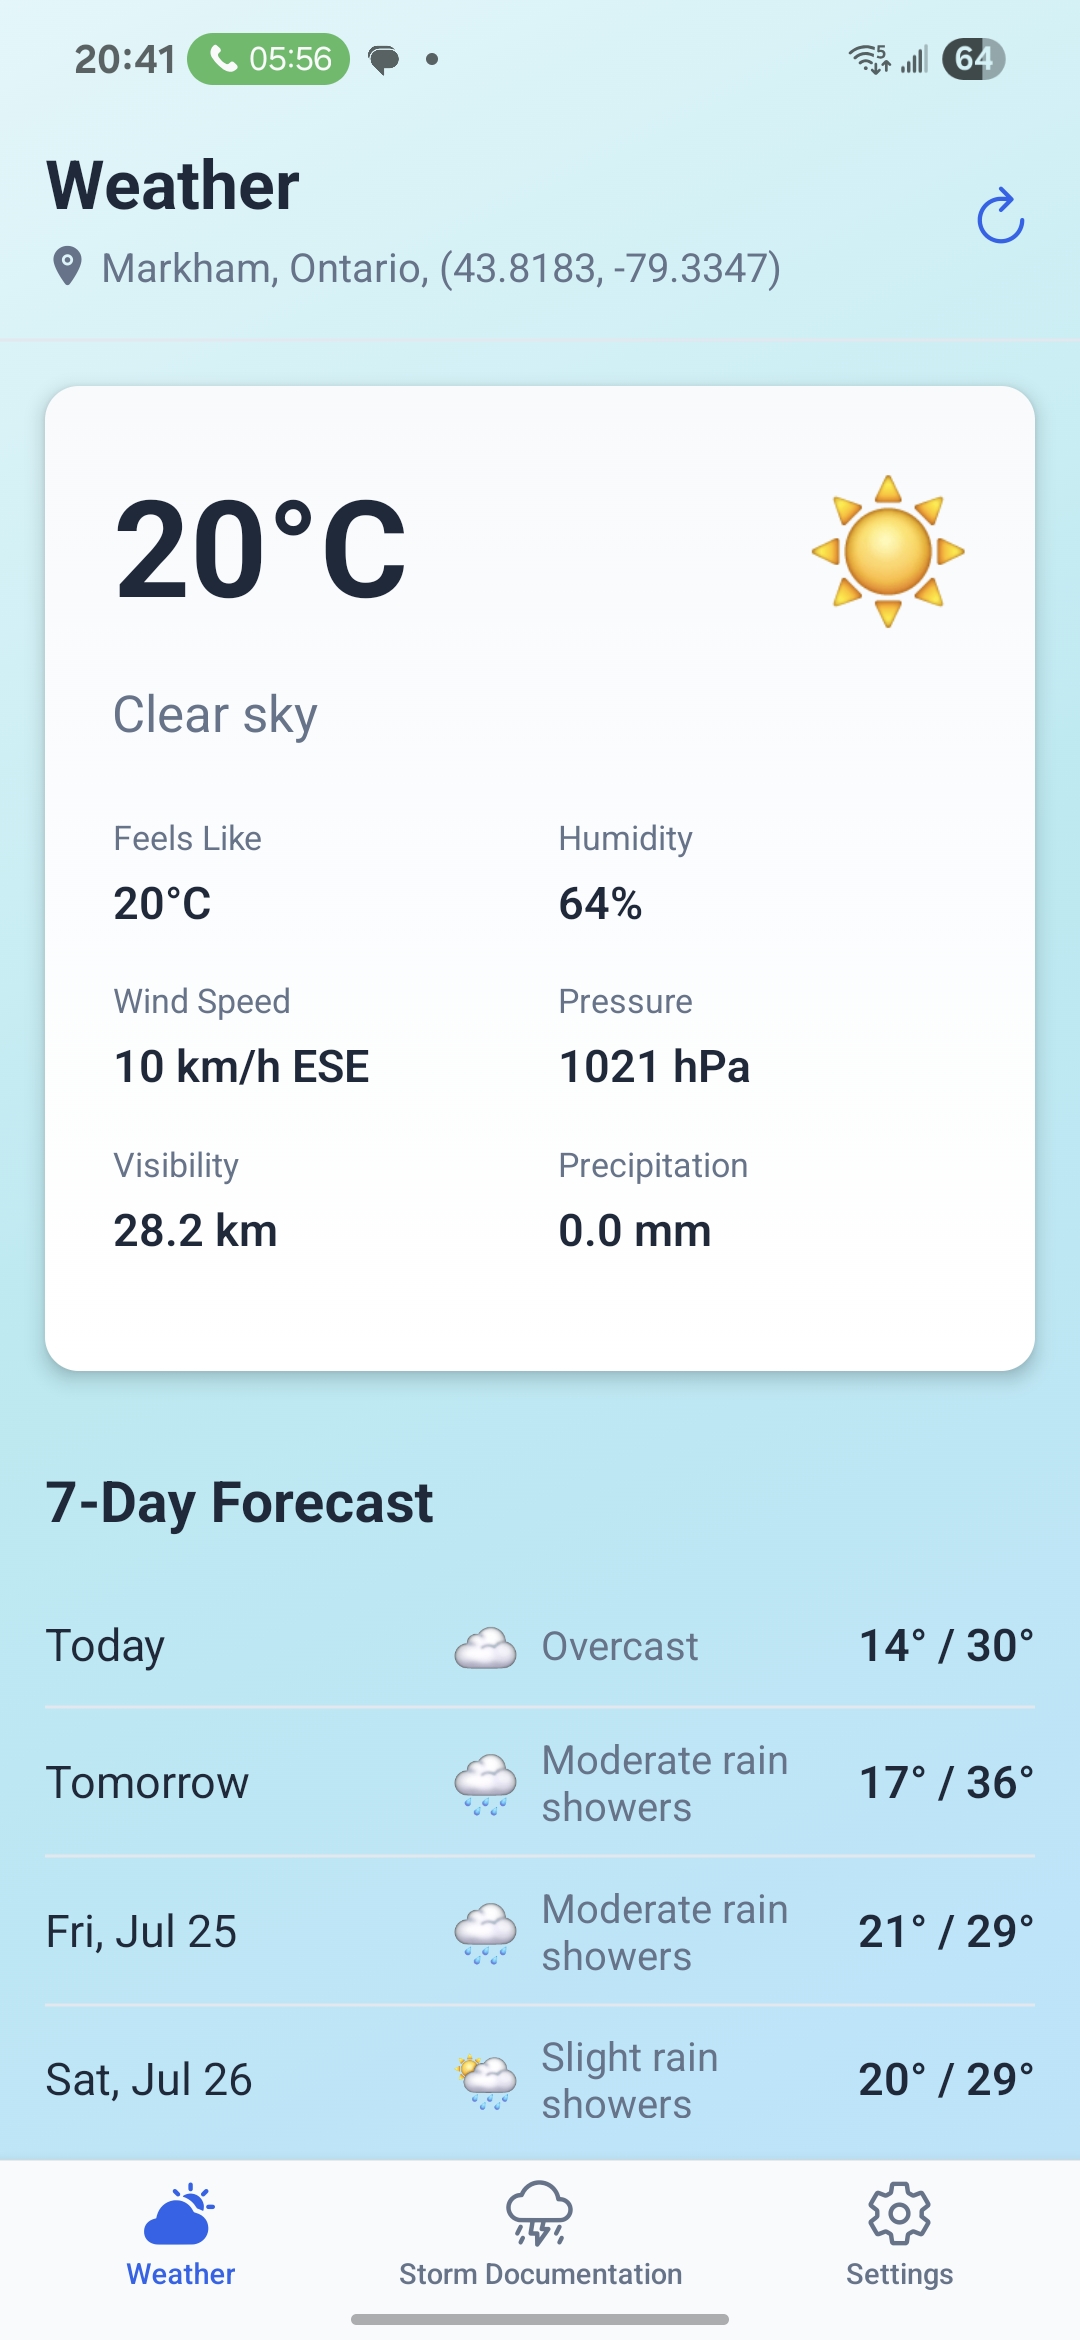 20:41 05:56 5 64
Weather
Markham, Ontario, (43.8183, -79.3347)
20°C
Clear sky
Feels Like Humidity
20°C 64%
Wind Speed Pressure
10 km/h ESE 1021 hPa
Visibility Precipitation
28.2 km 0.0 mm
7-Day Forecast
Today Overcast 14° / 30°
Tomorrow Moderate rain showers 17° / 36°
Fri, Jul 25 Moderate rain showers 21° / 29°
Sat, Jul 26 Slight rain showers 20° / 29°
Weather Storm Documentation Settings